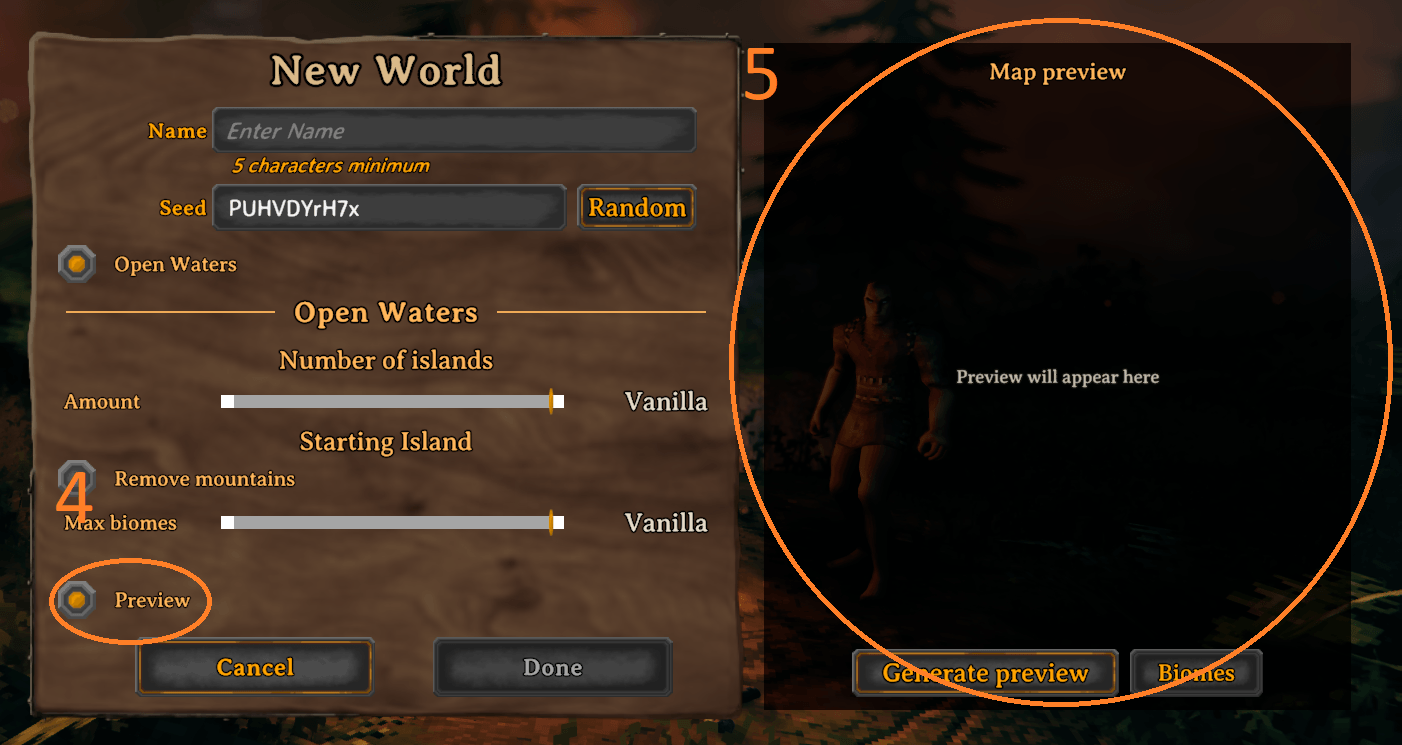 New World
Name
Enter Name
5 characters minimum
Seed
PUHVDYrH7x
Random
Open Waters
Open Waters
Number of islands
Amount
Vanilla
Starting Island
Remove mountains
4
Max biomes
Vanilla
Preview
Cancel
Done
5
Map preview
Preview will appear here
Generate preview
Biomes